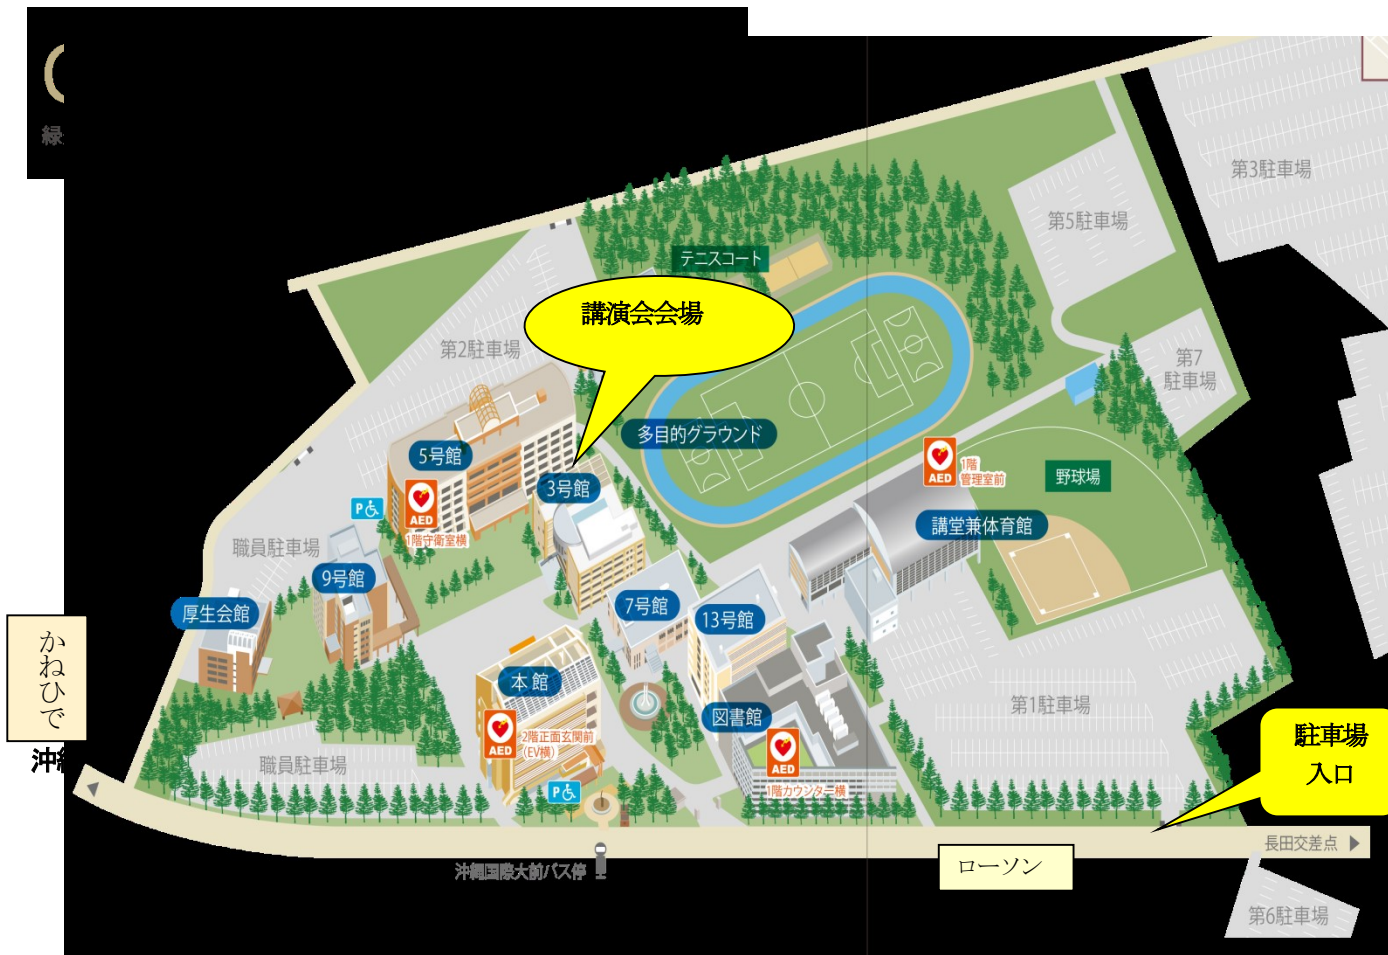 緑
第3駐車場
第5駐車場
テニスコート
講演会会場
第2駐車場
第7
駐車場
多目的グラウンド
5号館
AED
1階守衛室横
P
3号館
AED
1階
管理室前
野球場
講堂兼体育館
職員駐車場
9号館
厚生会館
7号館
13号館
かねひで
本館
AED
2階正面玄関前
(EV横)
図書館
AED
1階カウンター横
第1駐車場
駐車場
入口
沖縄
職員駐車場
P
長田交差点
沖縄国際大前バス停
ローソン
第6駐車場